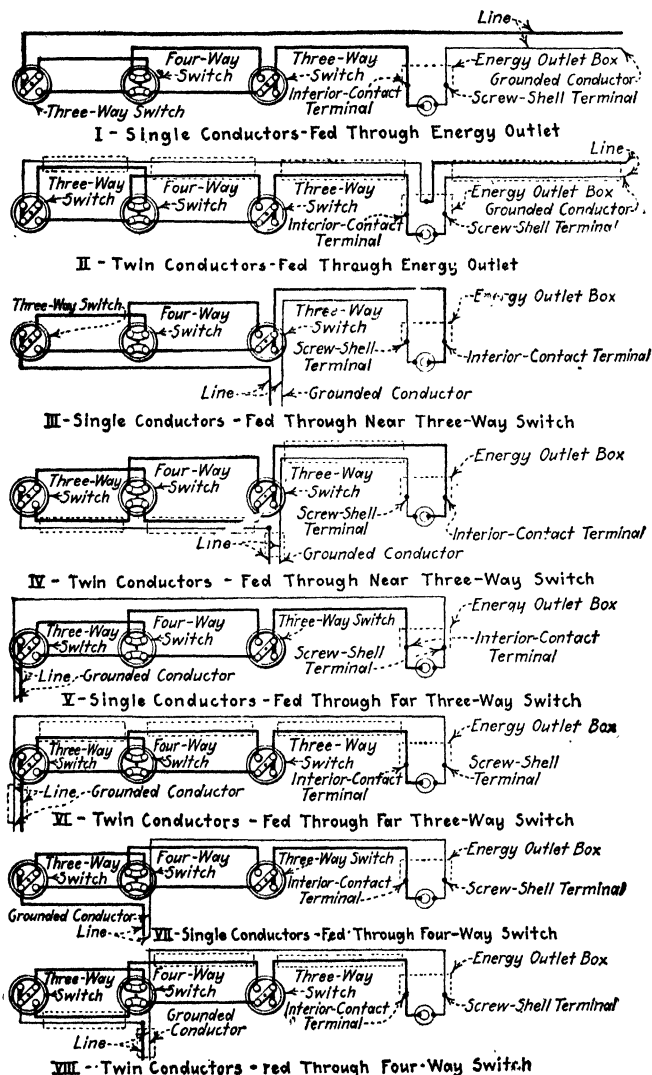 Line
Four-Way Switch
Three-Way Switch
Interior-Contact Terminal
Energy Outlet Box
Grounded Conductor
Screw-Shell Terminal
Three-Way Switch
I - Single Conductors-Fed Through Energy Outlet
Line
Three-Way Switch
Four-Way Switch
Three-Way Switch
Interior-Contact Terminal
Energy Outlet Box
Grounded Conductor
Screw-Shell Terminal
II - Twin Conductors-Fed Through Energy Outlet
Three-Way Switch
Four-Way Switch
Three-Way Switch
Screw-Shell Terminal
Energy Outlet Box
Interior-Contact Terminal
Line
Grounded Conductor
III-Single Conductors - Fed Through Near Three-Way Switch
Three-Way Switch
Four-Way Switch
Three-Way Switch
Screw-Shell Terminal
Energy Outlet Box
Interior-Contact Terminal
Line
Grounded Conductor
IV - Twin Conductors - Fed Through Near Three-Way Switch
Three-Way Switch
Four-Way Switch
Three-Way Switch
Screw-Shell Terminal
Energy Outlet Box
Interior-Contact Terminal
Line-Grounded Conductor
V-Single Conductors - Fed Through Far Three-Way Switch
Three-Way Switch
Four-Way Switch
Three-Way Switch
Interior-Contact Terminal
Energy Outlet Box
Screw-Shell Terminal
Line-Grounded Conductor
VI - Twin Conductors - Fed Through Far Three-Way Switch
Three-Way Switch
Four-Way Switch
Three-Way Switch
Interior-Contact Terminal
Energy Outlet Box
Screw-Shell Terminal
Grounded Conductor
Line
VII-Single Conductors-Fed Through Four-Way Switch
Three-Way Switch
Four-Way Switch
Three-Way Switch
Interior-Contact Terminal
Energy Outlet Box
Screw-Shell Terminal
Grounded Conductor
Line
VIII - Twin Conductors - Fed Through Four-Way Switch